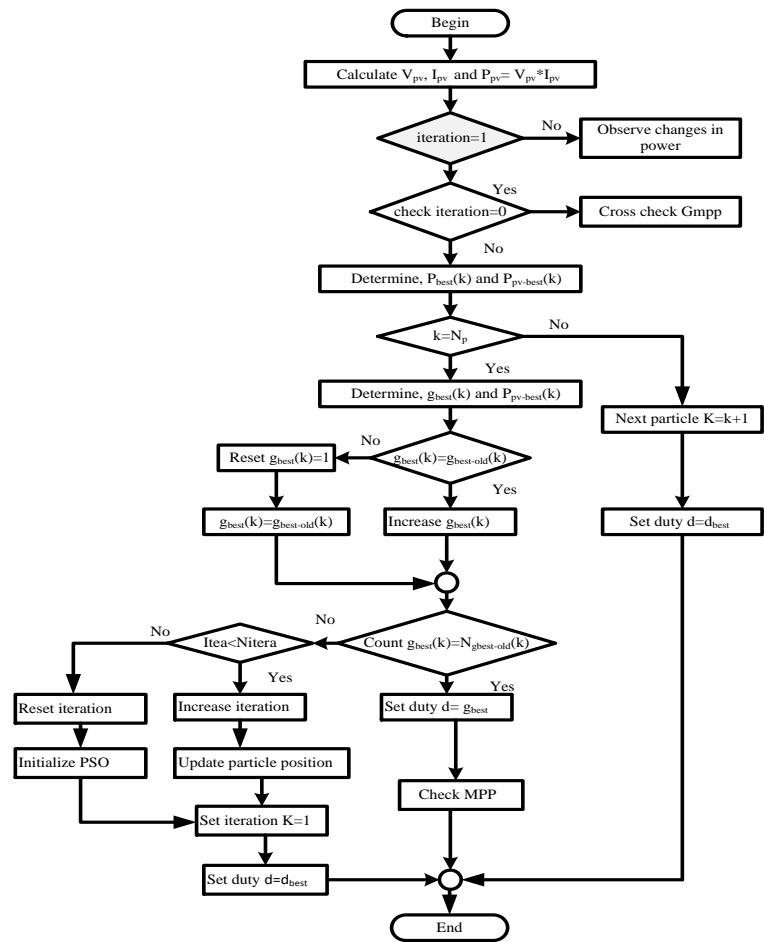 Begin
Calculate Vpv, Ipv and Ppv= Vpv*Ipv
iteration=1
No
Observe changes in
power
Yes
check iteration=0
Cross check Gmpp
No
Determine, Pbest(k) and Ppv-best(k)
k=Np
No
Yes
Determine, gbest(k) and Ppv-best(k)
Next particle K=k+1
No
Reset gbest(k)=1
gbest(k)=gbest-old(k)
Yes
gbest(k)=gbest-old(k)
Increase gbest(k)
Set duty d=dbest
No
Itea<Nitera
No
Count gbest(k)=Ngbest-old(k)
Yes
Yes
Reset iteration
Increase iteration
Set duty d= gbest
Initialize PSO
Update particle position
Check MPP
Set iteration K=1
Set duty d=dbest
End